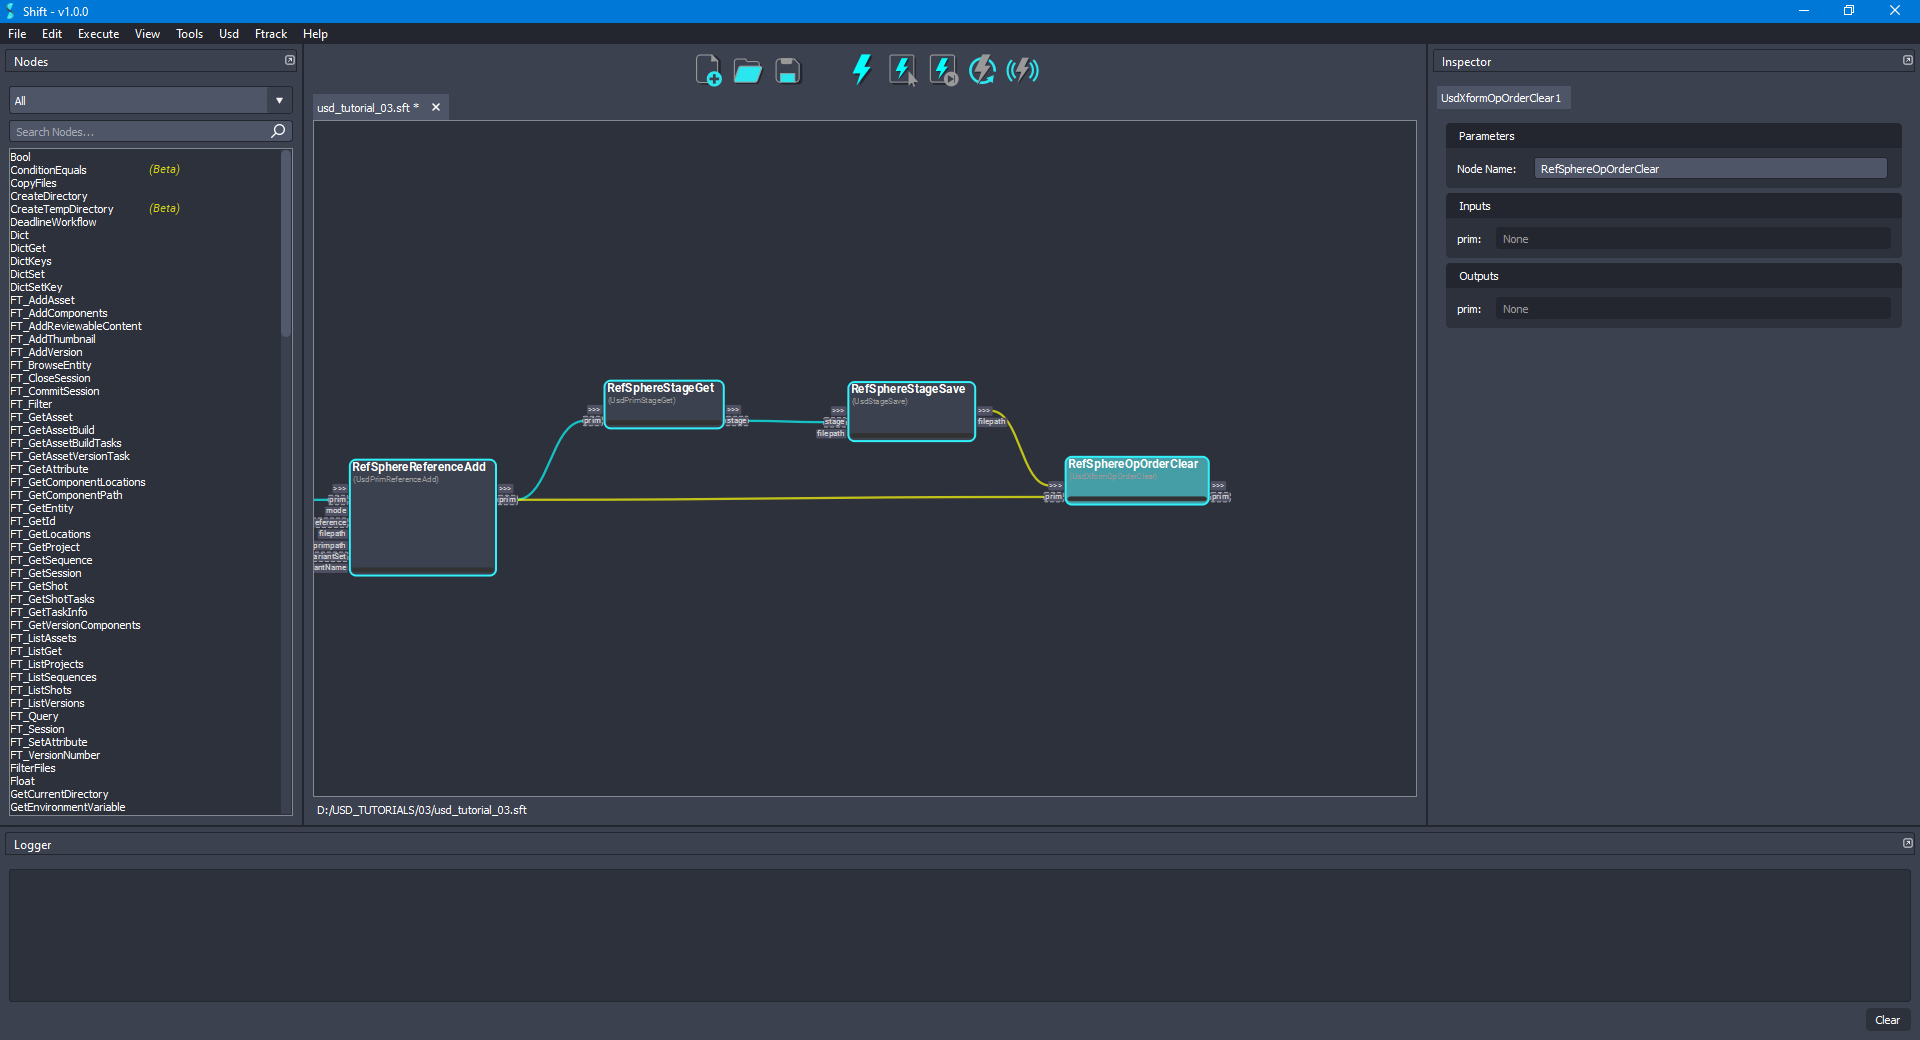 Shift - v1.0.0
File Edit Execute View Tools Usd Ftrack Help
Nodes
All
Search Nodes...
Bool
ConditionEquals (Beta)
CopyFiles
CreateDirectory
CreateTempDirectory (Beta)
DeadlineWorkflow
Dict
DictGet
DictKeys
DictSet
DictSetKey
FT_AddAsset
FT_AddComponents
FT_AddReviewableContent
FT_AddThumbnail
FT_AddVersion
FT_BrowseEntity
FT_CloseSession
FT_CommitSession
FT_Filter
FT_GetAsset
FT_GetAssetBuild
FT_GetAssetBuildTasks
FT_GetAssetVersionTask
FT_GetAttribute
FT_GetComponentLocations
FT_GetComponentPath
FT_GetEntity
FT_GetId
FT_GetLocations
FT_GetProject
FT_GetSequence
FT_GetSession
FT_GetShot
FT_GetShotTasks
FT_GetTaskInfo
FT_GetVersionComponents
FT_ListAssets
FT_ListGet
FT_ListProjects
FT_ListSequences
FT_ListShots
FT_ListVersions
FT_Query
FT_Session
FT_SetAttribute
FT_VersionNumber
FilterFiles
Float
GetCurrentDirectory
GetEnvironmentVariable
usd_tutorial_03.sft *
RefSphereReferenceAdd
(UsdPrimReferenceAdd)
>>>
prim
mode
eference
filepath
primpath
ariantSet
antName
>>>
prim
RefSphereStageGet
(UsdPrimStageGet)
>>>
prim
>>>
stage
RefSphereStageSave
(UsdStageSave)
>>>
stage
filepath
>>>
filepath
RefSphereOpOrderClear
(UsdXformOpOrderClear)
>>>
prim
>>>
prim
D:/USD_TUTORIALS/03/usd_tutorial_03.sft
Inspector
UsdXformOpOrderClear1
Parameters
Node Name: RefSphereOpOrderClear
Inputs
prim: None
Outputs
prim: None
Logger
Clear